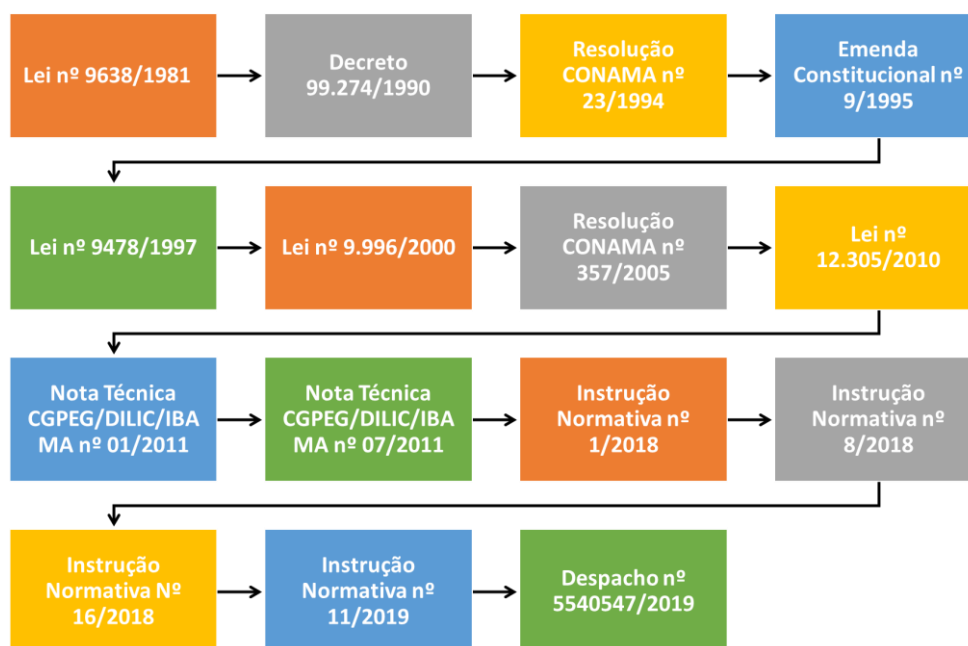 Lei nº 9638/1981
Decreto
99.274/1990
Resolução
CONAMA nº
23/1994
Emenda
Constitucional nº
9/1995
Lei nº 9478/1997
Lei nº 9.996/2000
Resolução
CONAMA nº
357/2005
Lei nº
12.305/2010
Nota Técnica
CGPEG/DILIC/IBA
MA nº 01/2011
Nota Técnica
CGPEG/DILIC/IBA
MA nº 07/2011
Instrução
Normativa nº
1/2018
Instrução
Normativa nº
8/2018
Instrução
Normativa Nº
16/2018
Instrução
Normativa nº
11/2019
Despacho nº
5540547/2019